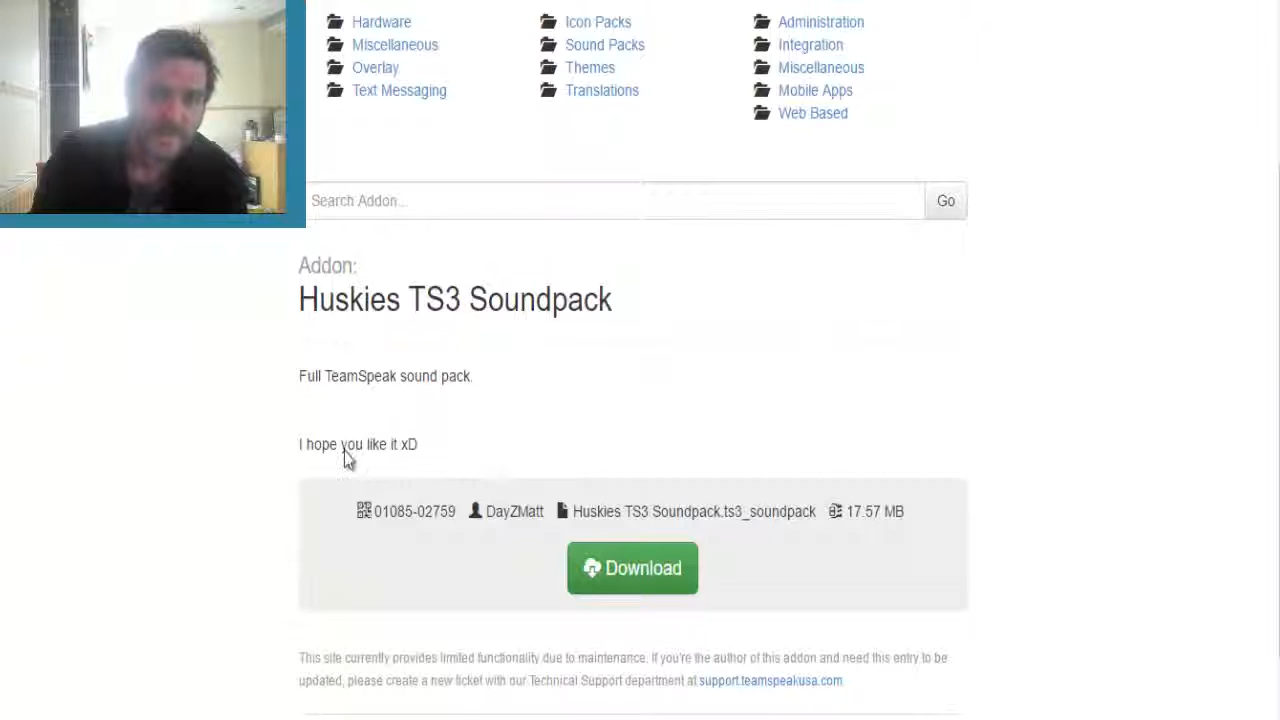 Hardware
Icon Packs
Administration
Miscellaneous
Sound Packs
Integration
Overlay
Themes
Miscellaneous
Text Messaging
Translations
Mobile Apps
Web Based
Search Addon...
Go
Addon:
Huskies TS3 Soundpack
Full TeamSpeak sound pack.
I hope you like it xD
01085-02759 DayZMatt Huskies TS3 Soundpack.ts3_soundpack 17.57 MB
Download
This site currently provides limited functionality due to maintenance. If you're the author of this addon and need this entry to be
updated, please create a new ticket with our Technical Support department at support.teamspeakusa.com